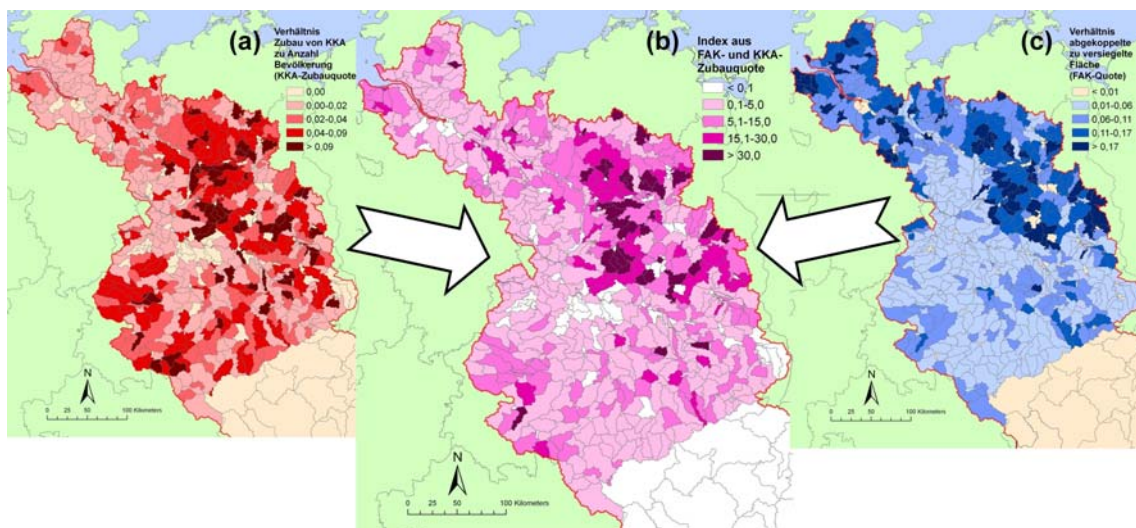 (a)
Verhältnis
Zubau von KKA
zu Anzahl
Bevölkerung
(KKA-Zubauquote)
0,00
0,00-0,02
0,02-0,04
0,04-0,09
> 0,09
N
0 25 50 100 Kilometers
(b)
Index aus
FAK- und KKA-
Zubauquote
< 0,1
0,1-5,0
5,1-15,0
15,1-30,0
> 30,0
N
0 25 50 100 Kilometers
(c)
Verhältnis
abgekoppelte
zu versiegelte
Fläche
(FAK-Quote)
< 0,01
0,01-0,06
0,06-0,11
0,11-0,17
> 0,17
N
0 25 50 100 Kilometers